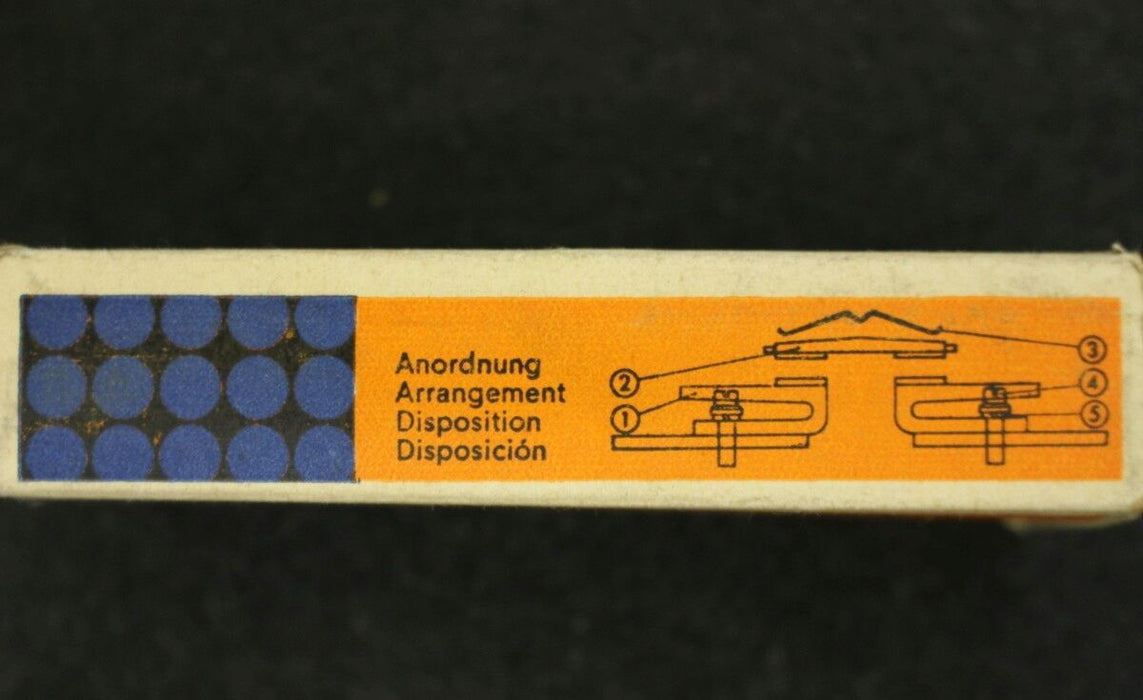 Anordnung
Arrangement
Disposition
Disposición
② ③
① ④
⑤